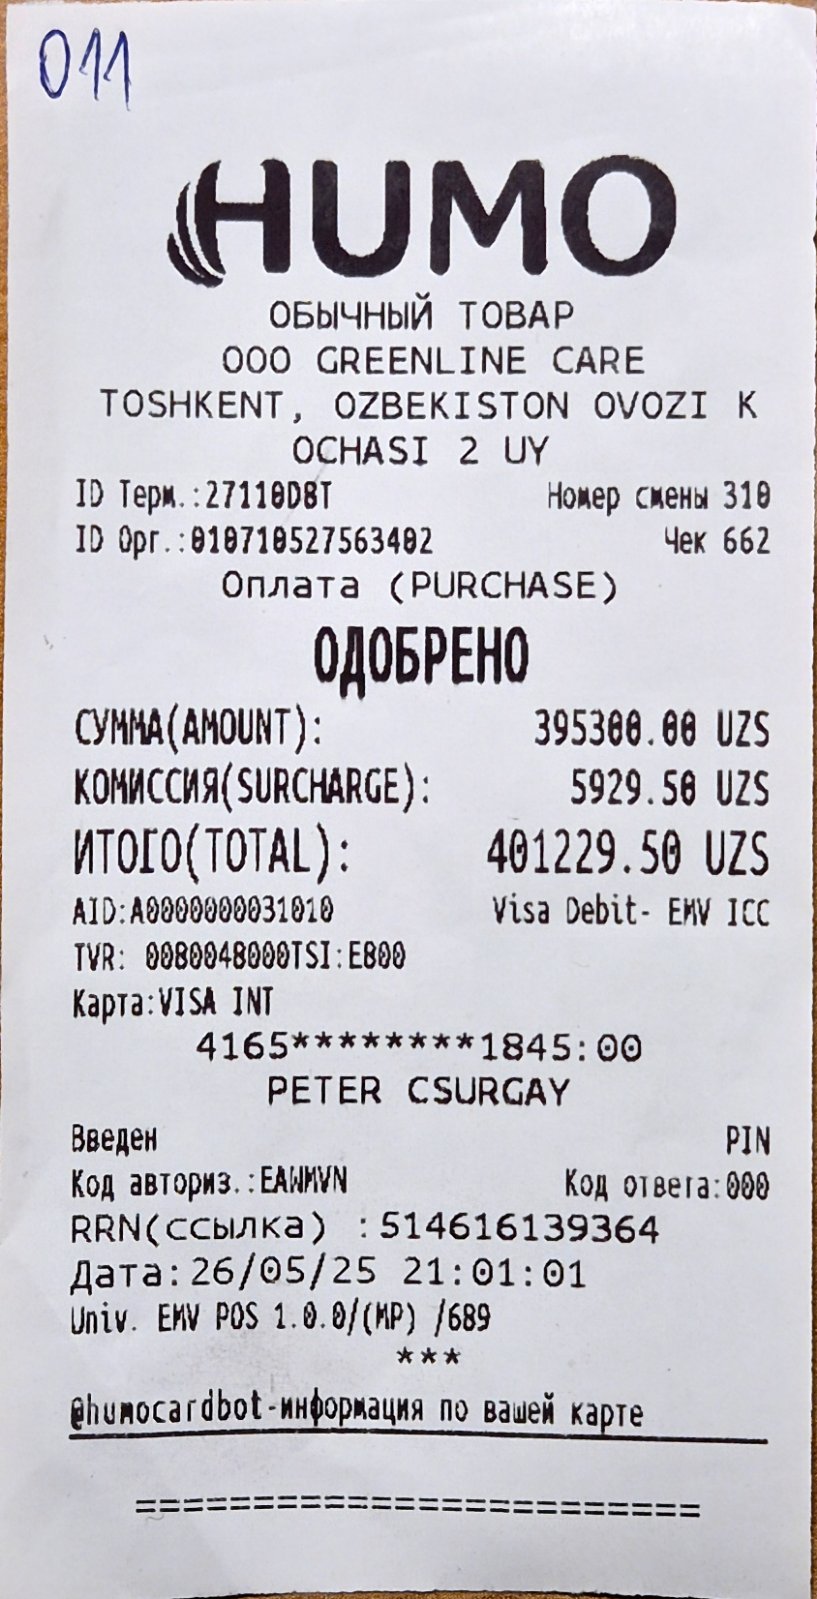 011
HUMO
ОБЫЧНЫЙ ТОВАР
ООО GREENLINE CARE
TOSHKENT, OZBEKISTON OVOZI K
OCHASI 2 UY
ID Терм.:27110D8T Номер смены 310
ID Орг.:010710527563402 Чек 662
Оплата (PURCHASE)
ОДОБРЕНО
СУММА(AMOUNT): 395300.00 UZS
КОМИССИЯ(SURCHARGE): 5929.50 UZS
ИТОГО(TOTAL): 401229.50 UZS
AID:A0000000031010 Visa Debit- EMV ICC
TVR: 0080048000TSI:E800
Карта:VISA INT
4165********1845:00
PETER CSURGAY
Введен PIN
Код авториз.:EAWMVN Код ответа:000
RRN(ссылка) :514616139364
Дата:26/05/25 21:01:01
Univ. EMV POS 1.0.0/(MP) /689
***
@humocardbot-информация по вашей карте
========================